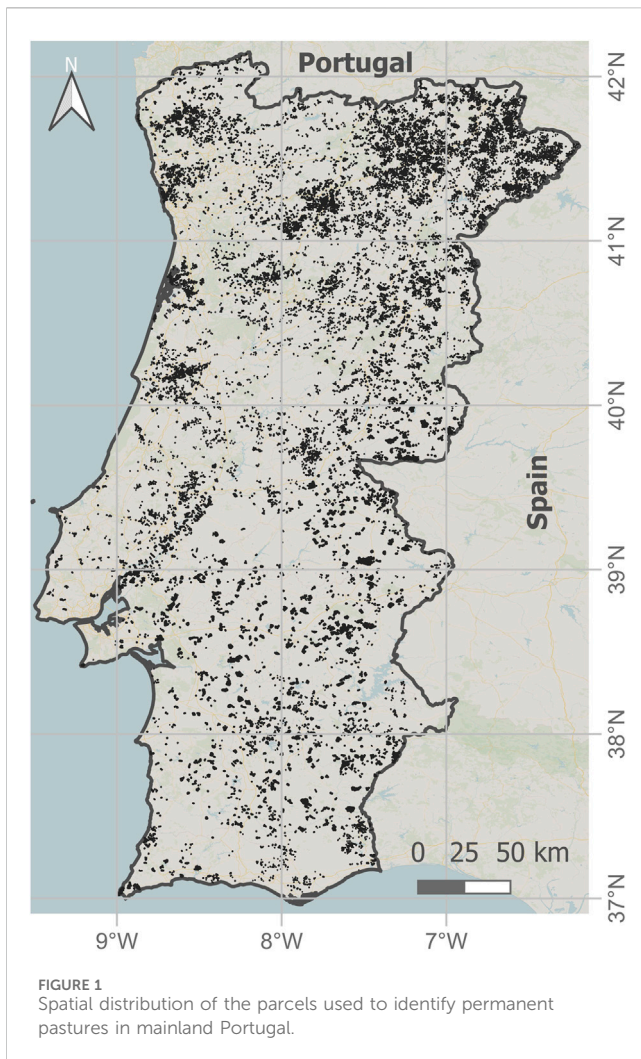 Portugal
N
42°N
41°N
40°N
Spain
39°N
38°N
0 25 50 km
37°N
9°W 8°W 7°W
FIGURE 1
Spatial distribution of the parcels used to identify permanent
pastures in mainland Portugal.